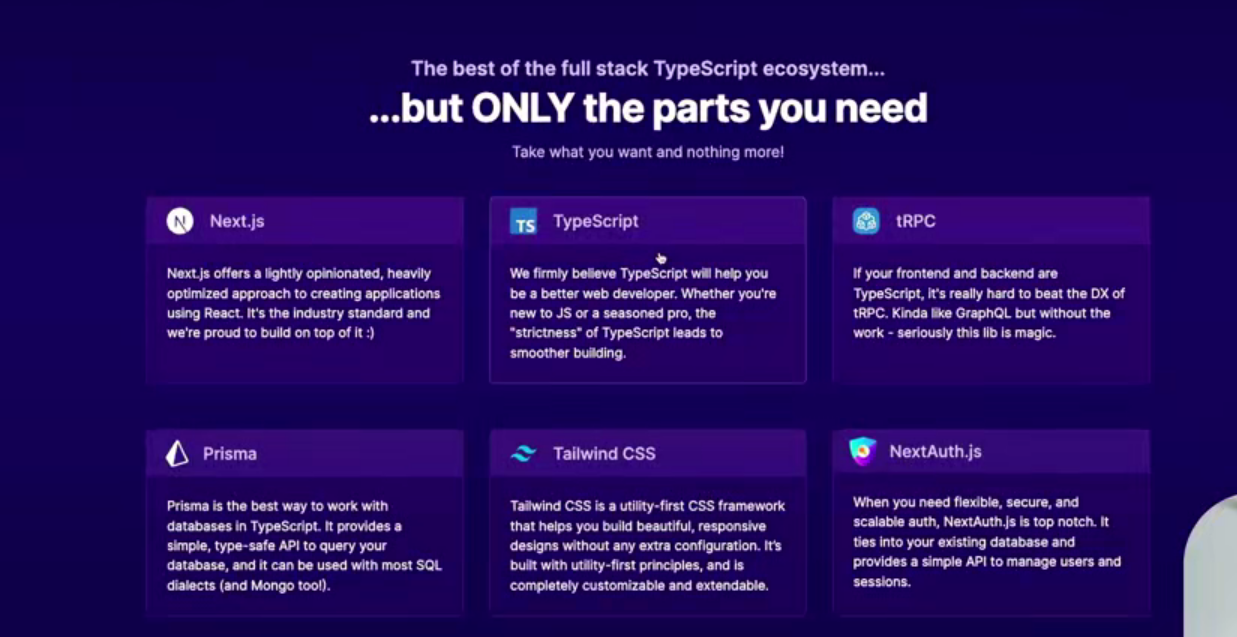 The best of the full stack TypeScript ecosystem...
...but ONLY the parts you need
Take what you want and nothing more!
N
Next.js
Next.js offers a lightly opinionated, heavily
optimized approach to creating applications
using React. It's the industry standard and
we're proud to build on top of it :)
TS
TypeScript
We firmly believe TypeScript will help you
be a better web developer. Whether you're
new to JS or a seasoned pro, the
"strictness" of TypeScript leads to
smoother building.
tRPC
If your frontend and backend are
TypeScript, it's really hard to beat the DX of
tRPC. Kinda like GraphQL but without the
work - seriously this lib is magic.
Prisma
Prisma is the best way to work with
databases in TypeScript. It provides a
simple, type-safe API to query your
database, and it can be used with most SQL
dialects (and Mongo too!).
Tailwind CSS
Tailwind CSS is a utility-first CSS framework
that helps you build beautiful, responsive
designs without any extra configuration. It's
built with utility-first principles, and is
completely customizable and extendable.
NextAuth.js
When you need flexible, secure, and
scalable auth, NextAuth.js is top notch. It
ties into your existing database and
provides a simple API to manage users and
sessions.